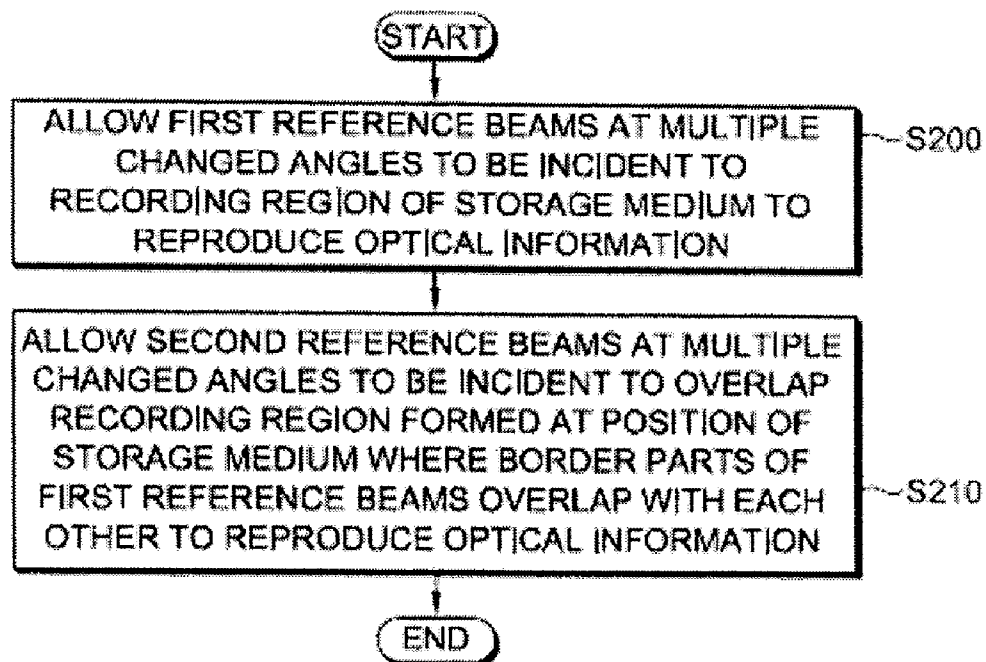 START
ALLOW FIRST REFERENCE BEAMS AT MULTIPLE
CHANGED ANGLES TO BE INCIDENT TO
RECORDING REGION OF STORAGE MEDIUM TO
REPRODUCE OPTICAL INFORMATION
S200
ALLOW SECOND REFERENCE BEAMS AT MULTIPLE
CHANGED ANGLES TO BE INCIDENT TO OVERLAP
RECORDING REGION FORMED AT POSITION OF
STORAGE MEDIUM WHERE BORDER PARTS OF
FIRST REFERENCE BEAMS OVERLAP WITH EACH
OTHER TO REPRODUCE OPTICAL INFORMATION
S210
END